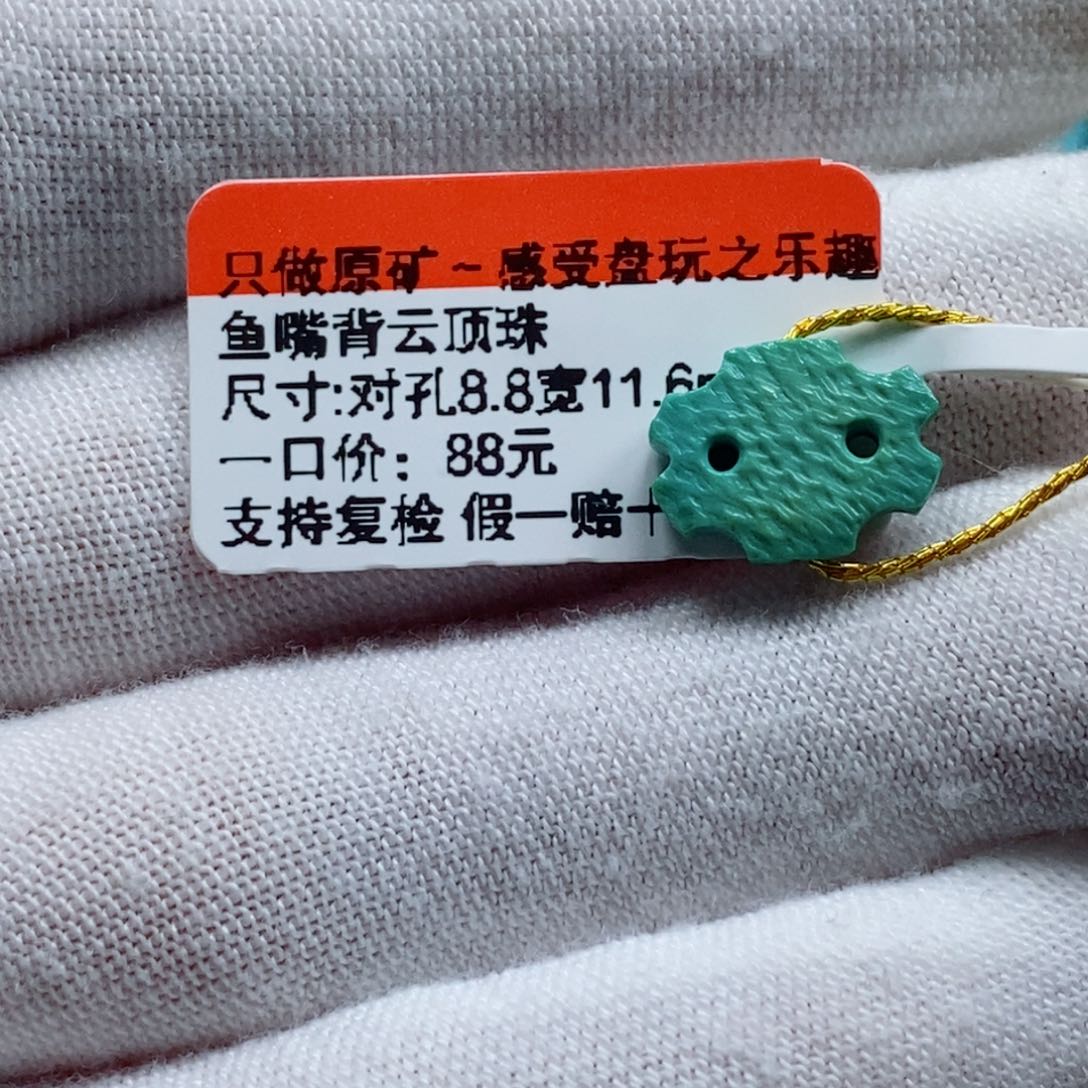 只做原矿~感受盘玩之乐趣
鱼嘴背云顶珠
尺寸:对孔8.8宽11.6
一口价：88元
支持复检 假一赔十